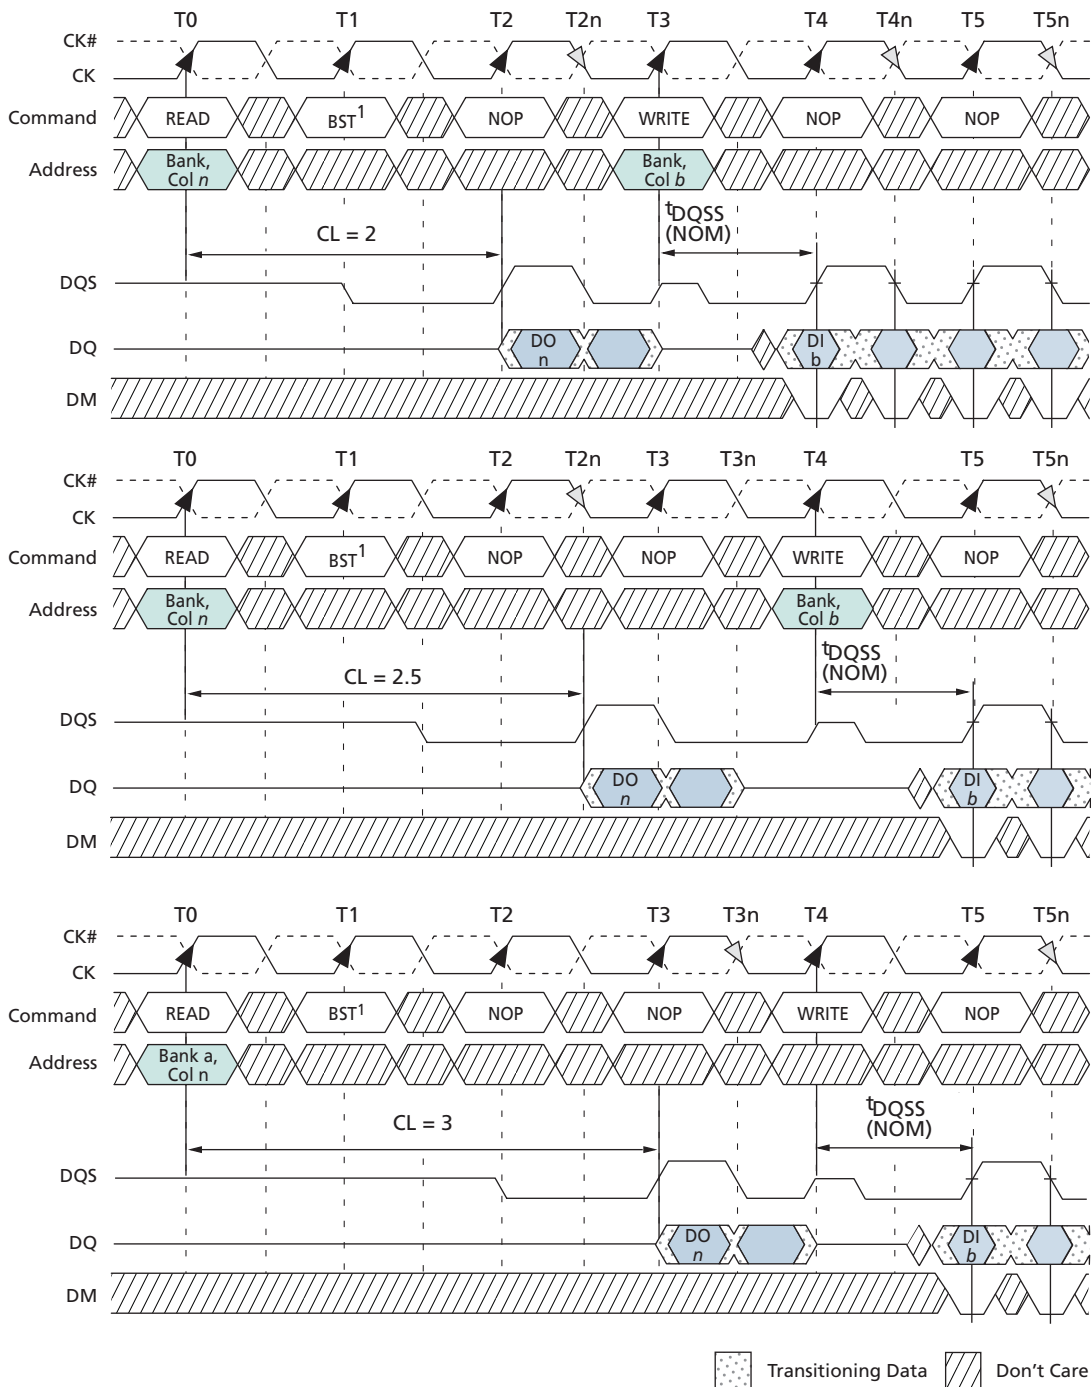 T0 T1 T2 T2n T3 T4 T4n T5 T5n
CK#
CK
Command READ BST1 NOP WRITE NOP NOP
Address Bank, Col n Bank, Col b
CL = 2
tDQSS (NOM)
DQS
DQ DO n DI b
DM
T0 T1 T2 T2n T3 T3n T4 T5 T5n
CK#
CK
Command READ BST1 NOP NOP WRITE NOP
Address Bank, Col n Bank, Col b
CL = 2.5
tDQSS (NOM)
DQS
DQ DO n DI b
DM
T0 T1 T2 T3 T3n T4 T5 T5n
CK#
CK
Command READ BST1 NOP NOP WRITE NOP
Address Bank a, Col n
CL = 3
tDQSS (NOM)
DQS
DQ DO n DI b
DM
Transitioning Data Don't Care